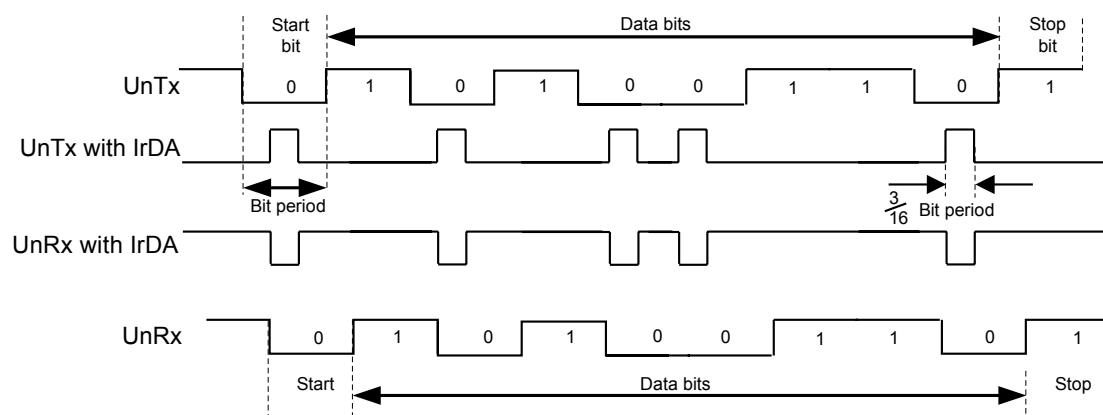 Start
bit
Data bits
Stop
bit
UnTx
0 1 0 1 0 0 1 1 0 1
UnTx with IrDA
Bit period
3/16 Bit period
UnRx with IrDA
UnRx
0 1 0 1 0 0 1 1 0 1
Start
Data bits
Stop